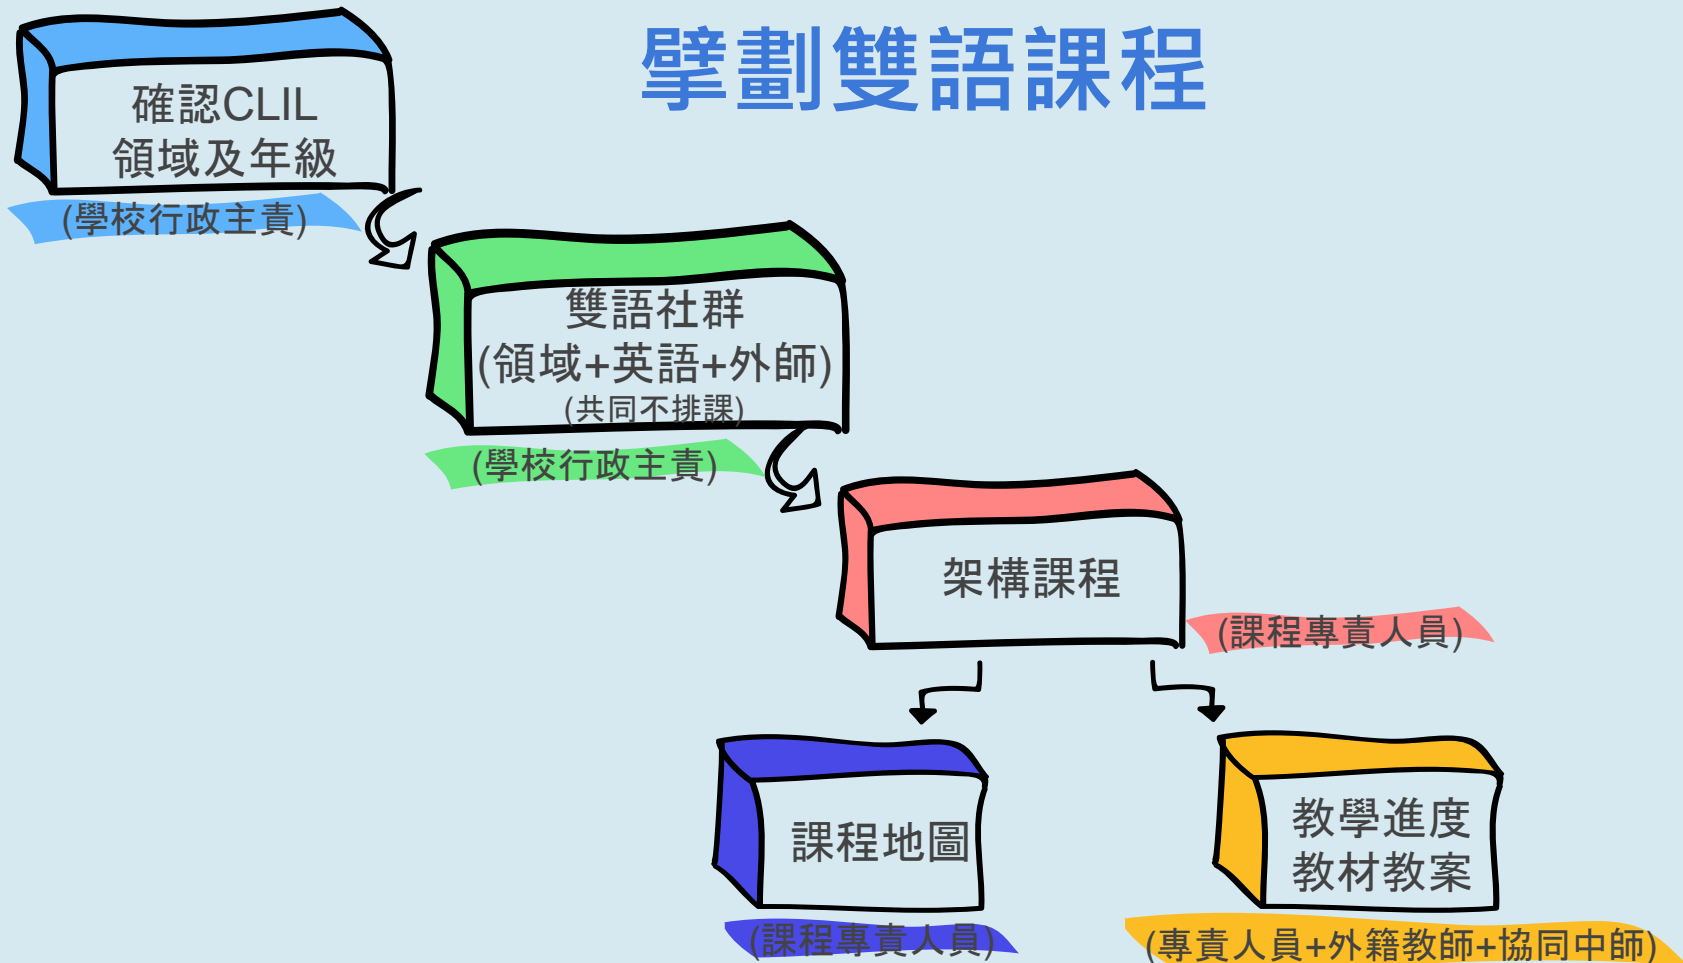 擘劃雙語課程
確認CLIL
領域及年級
(學校行政主責)
雙語社群
(領域+英語+外師)
(共同不排課)
(學校行政主責)
架構課程
(課程專責人員)
課程地圖
(課程專責人員)
教學進度
教材教案
(專責人員+外籍教師+協同中師)